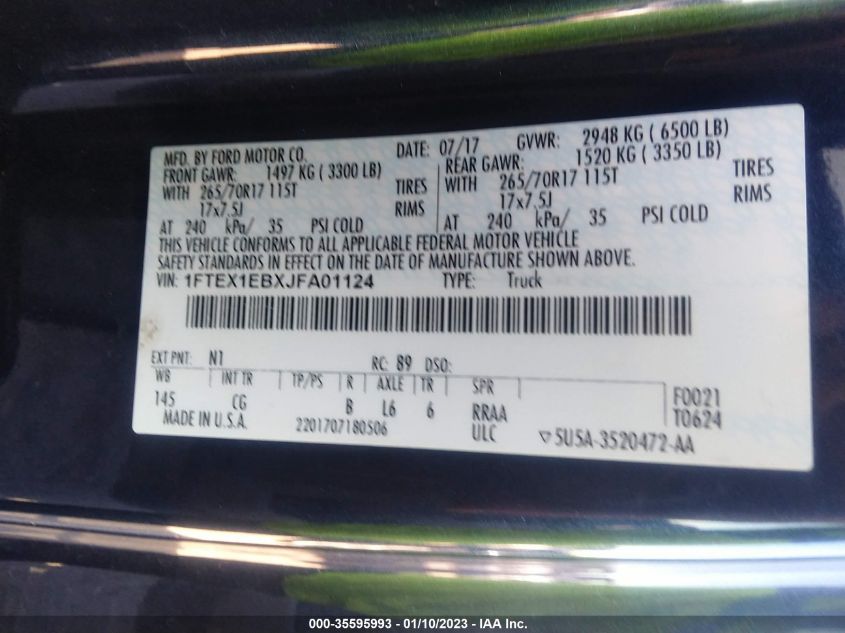 MFD. BY FORD MOTOR CO. DATE: 07/17 GVWR: 2948 KG ( 6500 LB)
FRONT GAWR: 1497 KG ( 3300 LB) REAR GAWR: 1520 KG ( 3350 LB)
WITH 265/70R17 115T TIRES WITH 265/70R17 115T TIRES
17x7.5J RIMS 17x7.5J RIMS
AT 240 kPa/ 35 PSI COLD AT 240 kPa/ 35 PSI COLD
THIS VEHICLE CONFORMS TO ALL APPLICABLE FEDERAL MOTOR VEHICLE
SAFETY STANDARDS IN EFFECT ON THE DATE OF MANUFACTURE SHOWN ABOVE.
VIN: 1FTEX1EBXJFA01124 TYPE: Truck
EXT PNT: N1 RC: 89 DSO:
WB INT TR TP/PS R AXLE TR SPR F0021
145 CG B L6 6 RRAA T0624
MADE IN U.S.A. 2201707180506 ULC ▽5U5A-3520472-AA
000-35595993 - 01/10/2023 - IAA Inc.